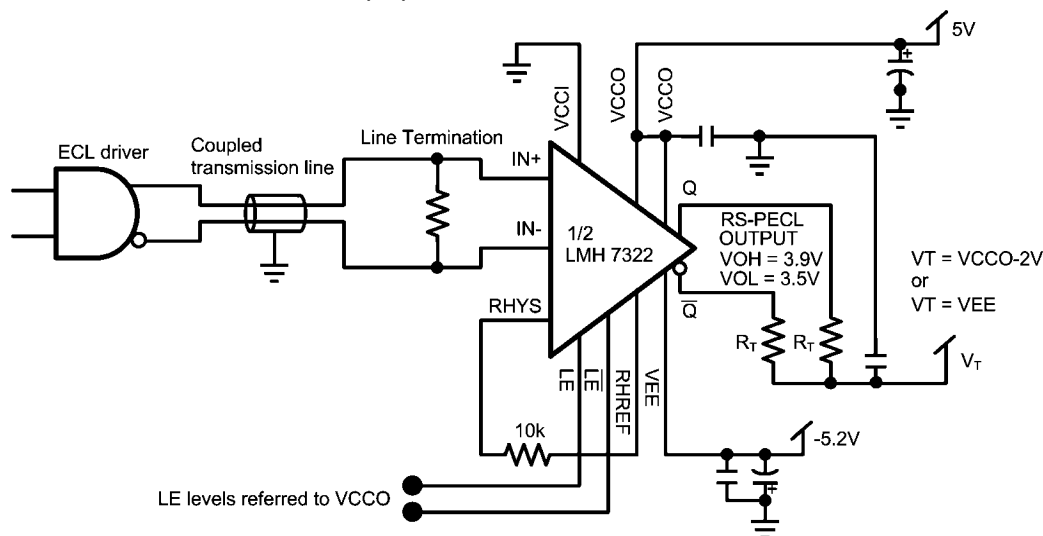 5V
VCCI
VCCO
VCCO
ECL driver
Coupled
transmission line
Line Termination
IN+
IN-
1/2
LMH 7322
RHYS
Q
RS-PECL
OUTPUT
VOH = 3.9V
VOL = 3.5V
Q̅
VT = VCCO-2V
or
VT = VEE
RT
RT
VT
LE
L̅E̅
RHREF
VEE
10k
-5.2V
LE levels referred to VCCO